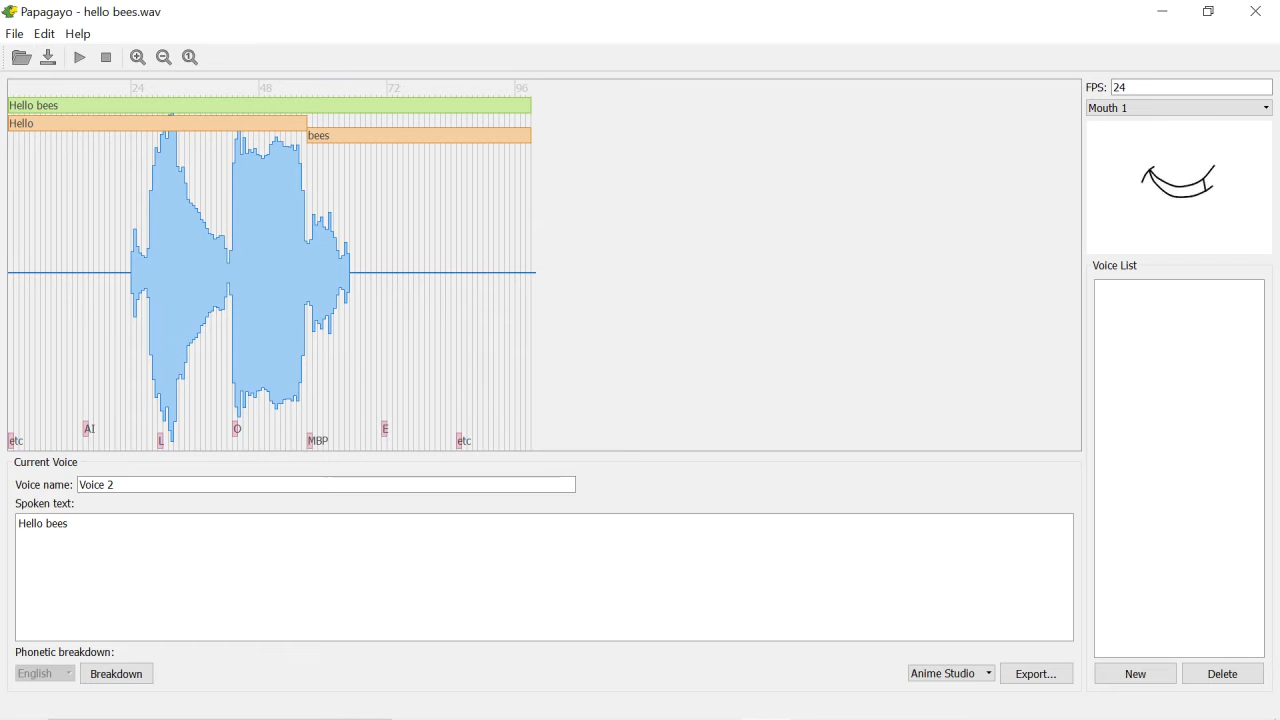 Papagayo - hello bees.wav
File Edit Help
24 48 72 96
Hello bees
Hello
bees
AI O E
etc L MBP etc
FPS: 24
Mouth 1
Voice List
Current Voice
Voice name: Voice 2
Spoken text:
Hello bees
Phonetic breakdown:
English Breakdown Anime Studio Export... New Delete